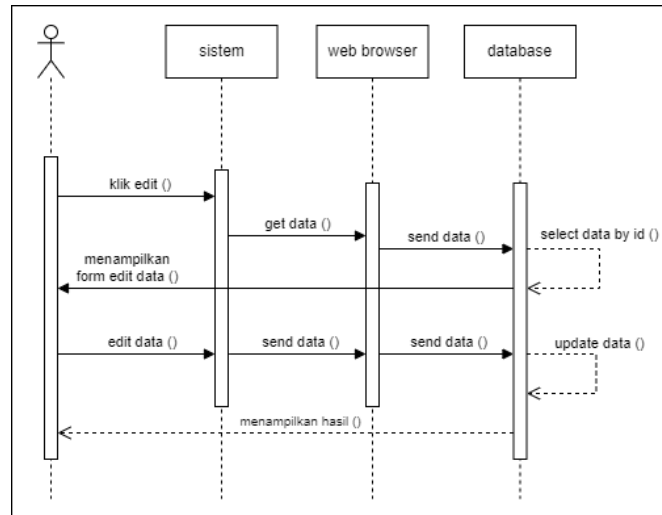 sistem
web browser
database
klik edit ()
get data ()
send data ()
select data by id ()
menampilkan
form edit data ()
edit data ()
send data ()
send data ()
update data ()
menampilkan hasil ()